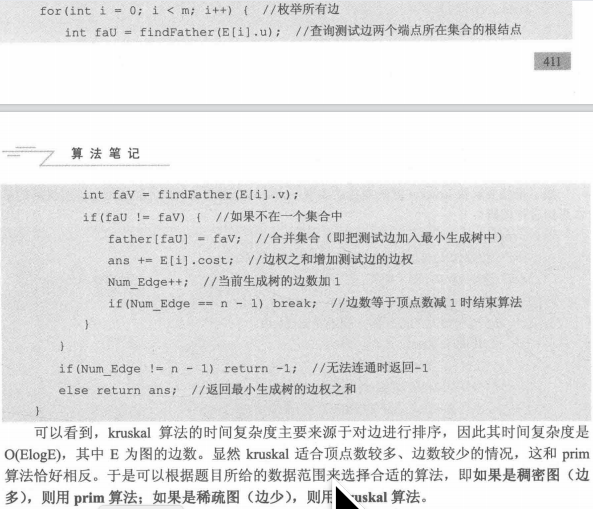 for(int i = 0; i < m; i++) { //枚举所有边
int faU = findFather(E[i].u); //查询测试边两个端点所在集合的根结点
411
算法笔记
int faV = findFather(E[i].v);
if(faU != faV) { //如果不在一个集合中
father[faU] = faV; //合并集合（即把测试边加入最小生成树中）
ans += E[i].cost; //边权之和增加测试边的边权
Num_Edge++; //当前生成树的边数加 1
if(Num_Edge == n - 1) break; //边数等于顶点数减 1 时结束算法
}
}
if(Num_Edge != n - 1) return -1; //无法连通时返回-1
else return ans; //返回最小生成树的边权之和
}
可以看到，kruskal 算法的时间复杂度主要来源于对边进行排序，因此其时间复杂度是
O(ElogE)，其中 E 为图的边数。显然 kruskal 适合顶点数较多、边数较少的情况，这和 prim
算法恰好相反。于是可以根据题目所给的数据范围来选择合适的算法，即如果是稠密图（边
多），则用 prim 算法；如果是稀疏图（边少），则用 uskal 算法。